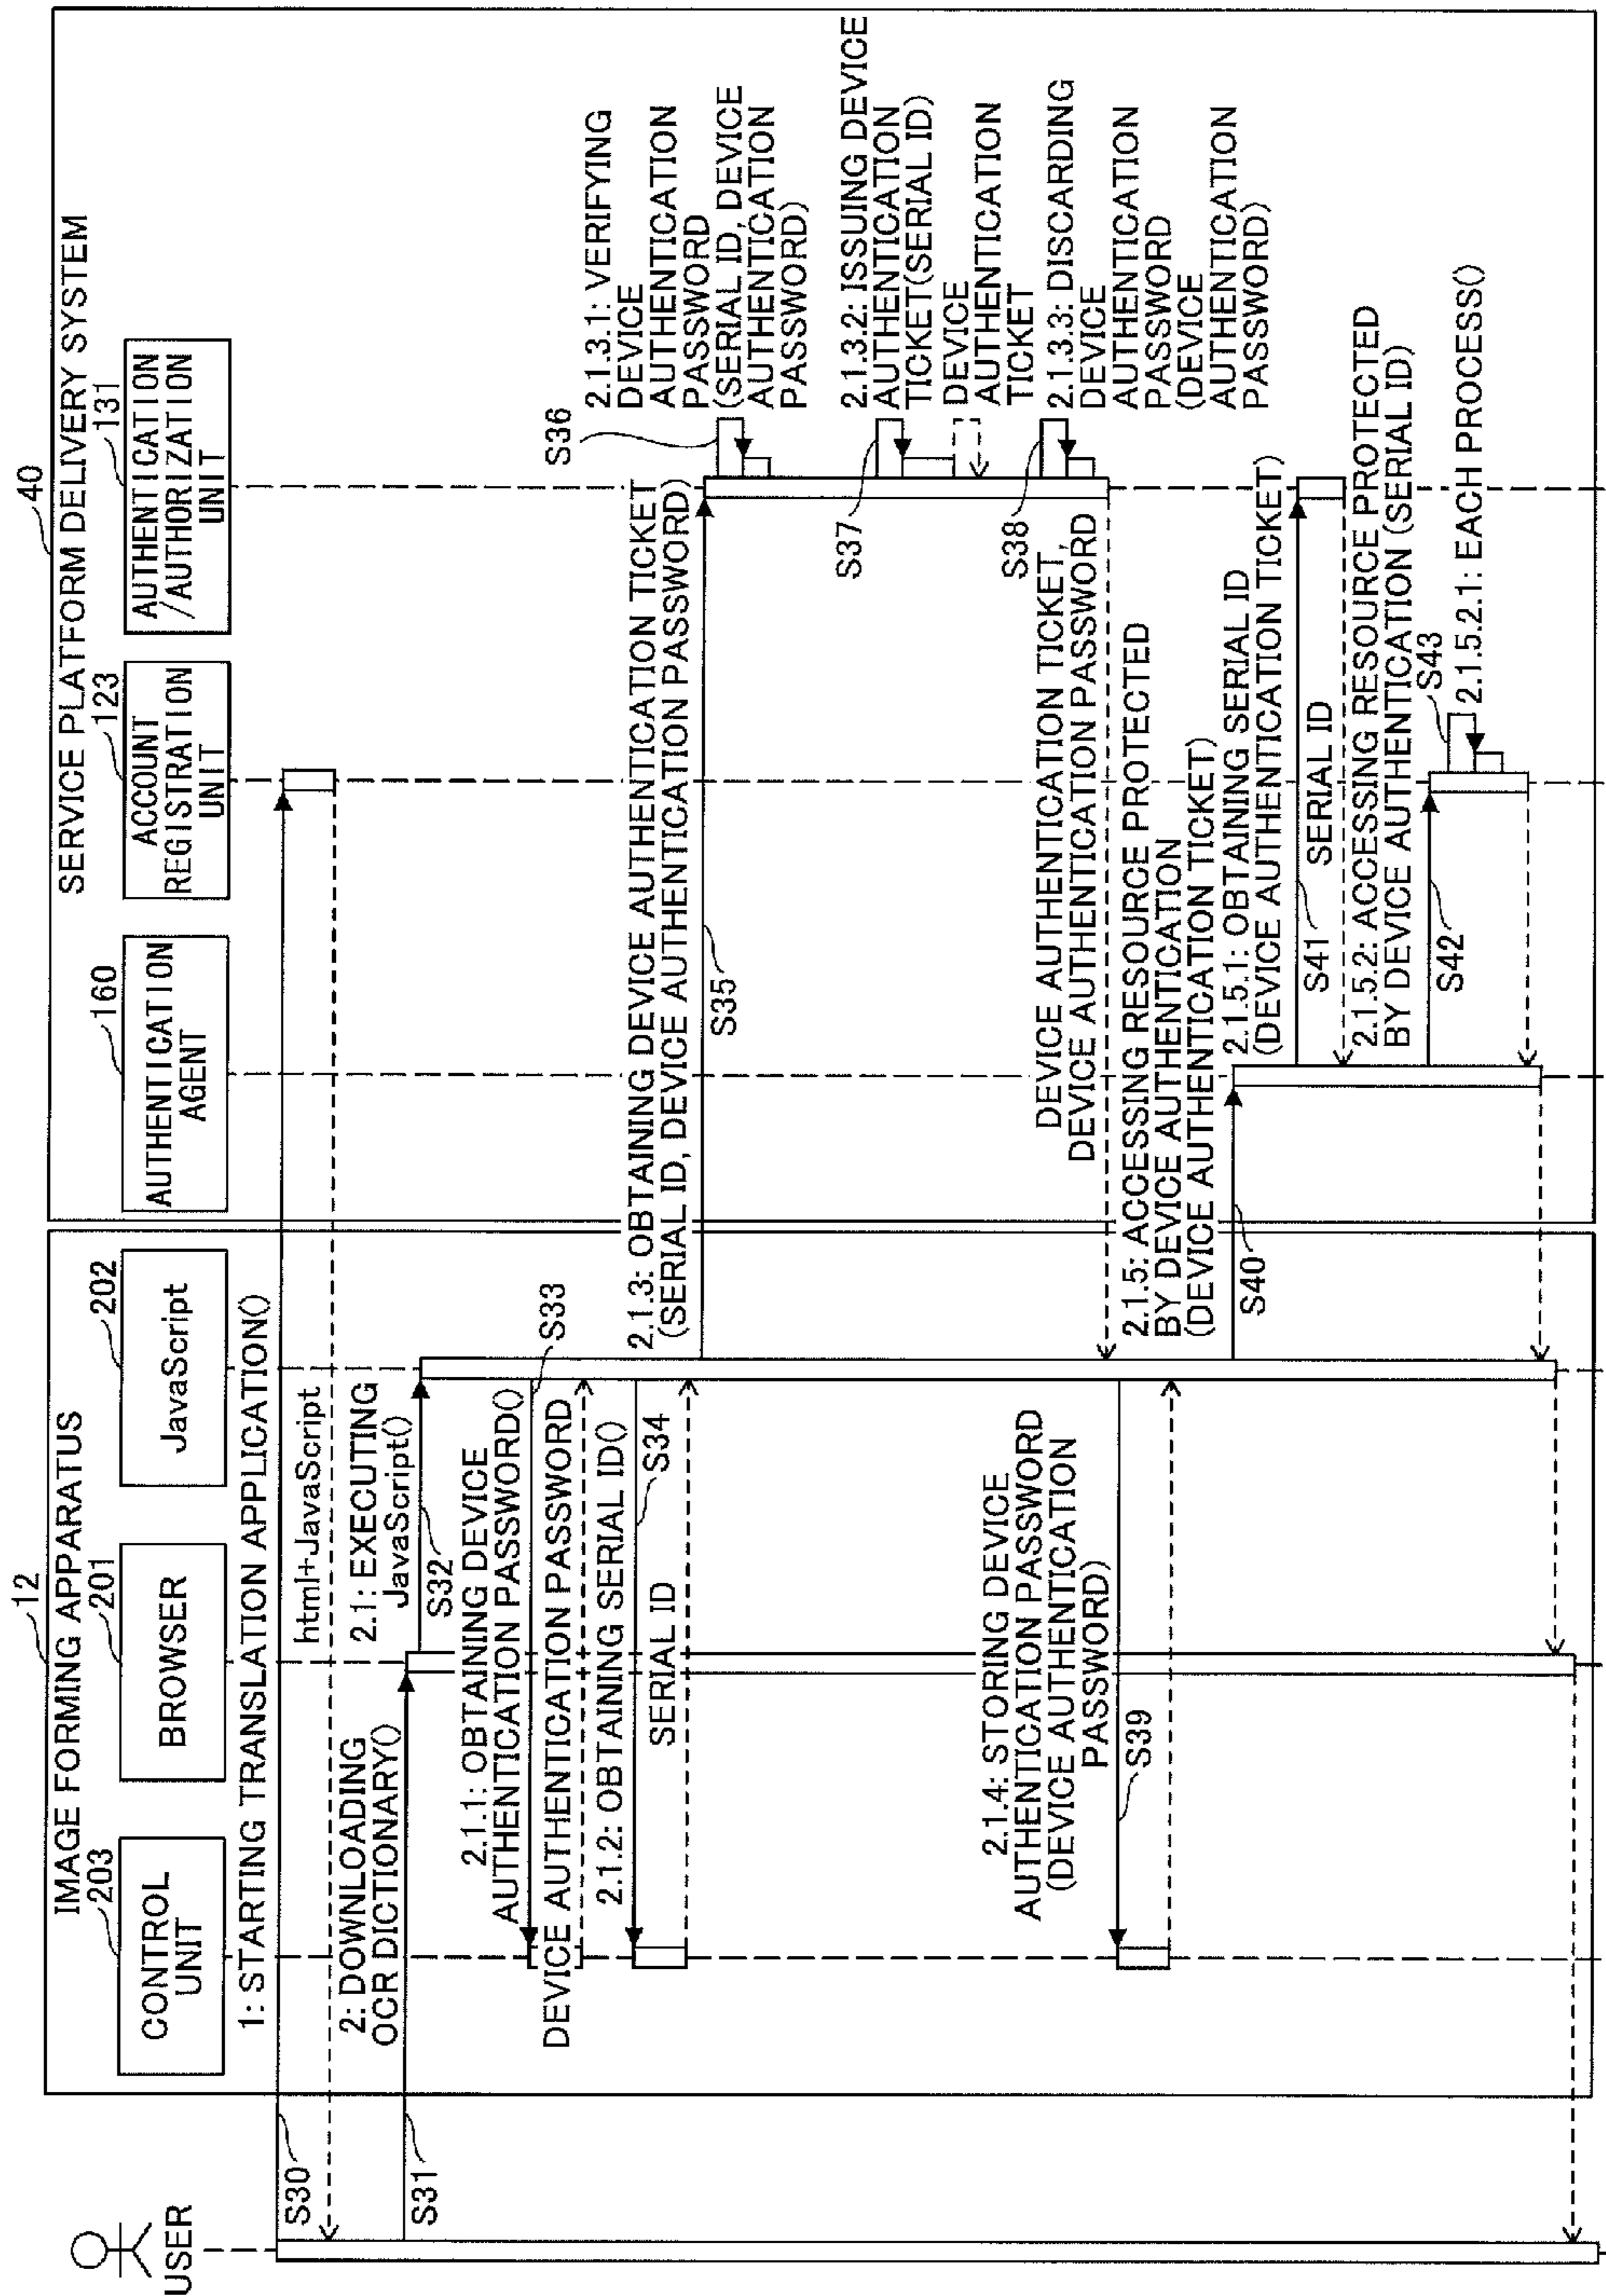 USER
12
IMAGE FORMING APPARATUS
203
CONTROL
UNIT
201
BROWSER
202
JavaScript
40
SERVICE PLATFORM DELIVERY SYSTEM
160
AUTHENTICATION
AGENT
123
ACCOUNT
REGISTRATION
UNIT
131
AUTHENTICATION
/AUTHORIZATION
UNIT
1: STARTING TRANSLATION APPLICATION()
S30
html+JavaScript
2: DOWNLOADING
OCR DICTIONARY()
S31
2.1: EXECUTING
JavaScript()
S32
2.1.1: OBTAINING DEVICE
AUTHENTICATION PASSWORD()
S33
DEVICE AUTHENTICATION PASSWORD
2.1.2: OBTAINING SERIAL ID()
S34
SERIAL ID
2.1.3: OBTAINING DEVICE AUTHENTICATION TICKET
(SERIAL ID, DEVICE AUTHENTICATION PASSWORD)
S35
S36
2.1.3.1: VERIFYING
DEVICE
AUTHENTICATION
PASSWORD
(SERIAL ID, DEVICE
AUTHENTICATION
PASSWORD)
S37
2.1.3.2: ISSUING DEVICE
AUTHENTICATION
TICKET(SERIAL ID)
DEVICE
AUTHENTICATION
TICKET
S38
2.1.3.3: DISCARDING
DEVICE
AUTHENTICATION
PASSWORD
(DEVICE
AUTHENTICATION
PASSWORD)
DEVICE AUTHENTICATION TICKET,
DEVICE AUTHENTICATION PASSWORD
2.1.4: STORING DEVICE
AUTHENTICATION PASSWORD
(DEVICE AUTHENTICATION
PASSWORD)
S39
2.1.5: ACCESSING RESOURCE PROTECTED
BY DEVICE AUTHENTICATION
(DEVICE AUTHENTICATION TICKET)
S40
2.1.5.1: OBTAINING SERIAL ID
(DEVICE AUTHENTICATION TICKET)
S41
SERIAL ID
2.1.5.2: ACCESSING RESOURCE PROTECTED
BY DEVICE AUTHENTICATION (SERIAL ID)
S42
S43
2.1.5.2.1: EACH PROCESS()